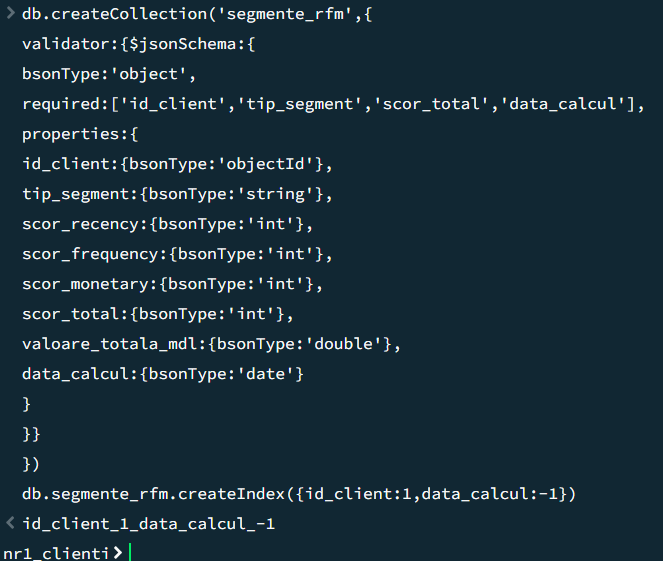 > db.createCollection('segmente_rfm',{
validator:{$jsonSchema:{
bsonType:'object',
required:['id_client','tip_segment','scor_total','data_calcul'],
properties:{
id_client:{bsonType:'objectId'},
tip_segment:{bsonType:'string'},
scor_recency:{bsonType:'int'},
scor_frequency:{bsonType:'int'},
scor_monetary:{bsonType:'int'},
scor_total:{bsonType:'int'},
valoare_totala_mdl:{bsonType:'double'},
data_calcul:{bsonType:'date'}
}
}}
})
db.segmente_rfm.createIndex({id_client:1,data_calcul:-1})
< id_client_1_data_calcul_-1
nr1_clienti>